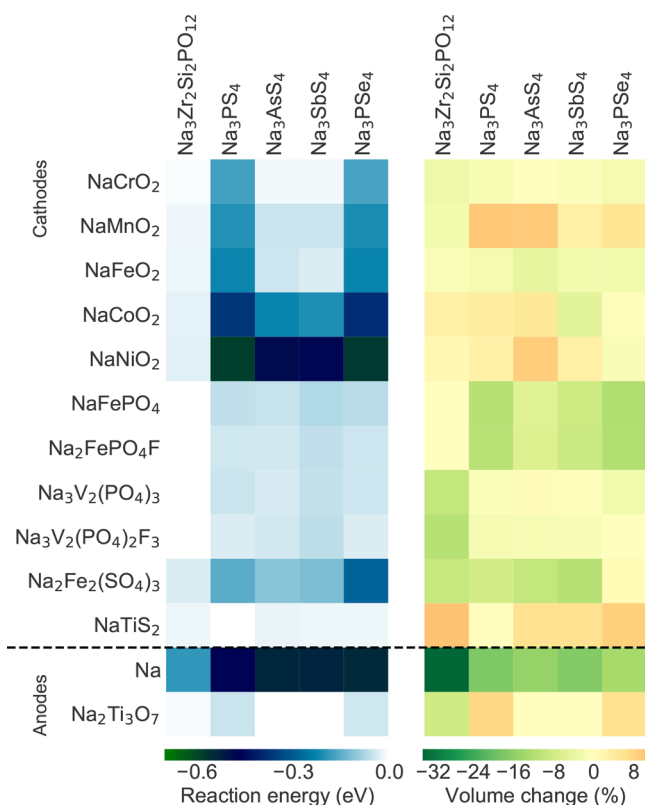 Na₃Zr₂Si₂PO₁₂
Na₃PS₄
Na₃AsS₄
Na₃SbS₄
Na₃PSe₄
Na₃Zr₂Si₂PO₁₂
Na₃PS₄
Na₃AsS₄
Na₃SbS₄
Na₃PSe₄
Cathodes
NaCrO₂
NaMnO₂
NaFeO₂
NaCoO₂
NaNiO₂
NaFePO₄
Na₂FePO₄F
Na₃V₂(PO₄)₃
Na₃V₂(PO₄)₂F₃
Na₂Fe₂(SO₄)₃
NaTiS₂
Anodes
Na
Na₂Ti₃O₇
−0.6 −0.3 0.0
Reaction energy (eV)
−32 −24 −16 −8 0 8
Volume change (%)